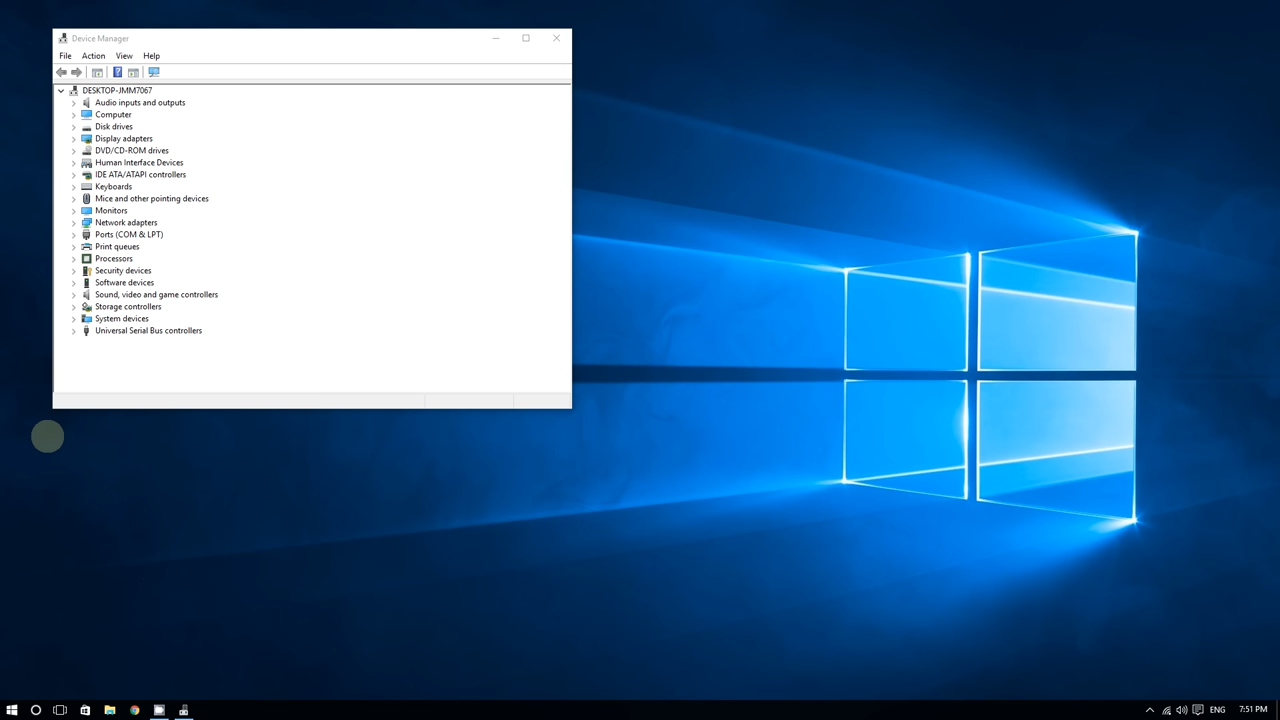 Device Manager
File Action View Help
DESKTOP-JMM7067
Audio inputs and outputs
Computer
Disk drives
Display adapters
DVD/CD-ROM drives
Human Interface Devices
IDE ATA/ATAPI controllers
Keyboards
Mice and other pointing devices
Monitors
Network adapters
Ports (COM & LPT)
Print queues
Processors
Security devices
Software devices
Sound, video and game controllers
Storage controllers
System devices
Universal Serial Bus controllers
ENG 7:51 PM